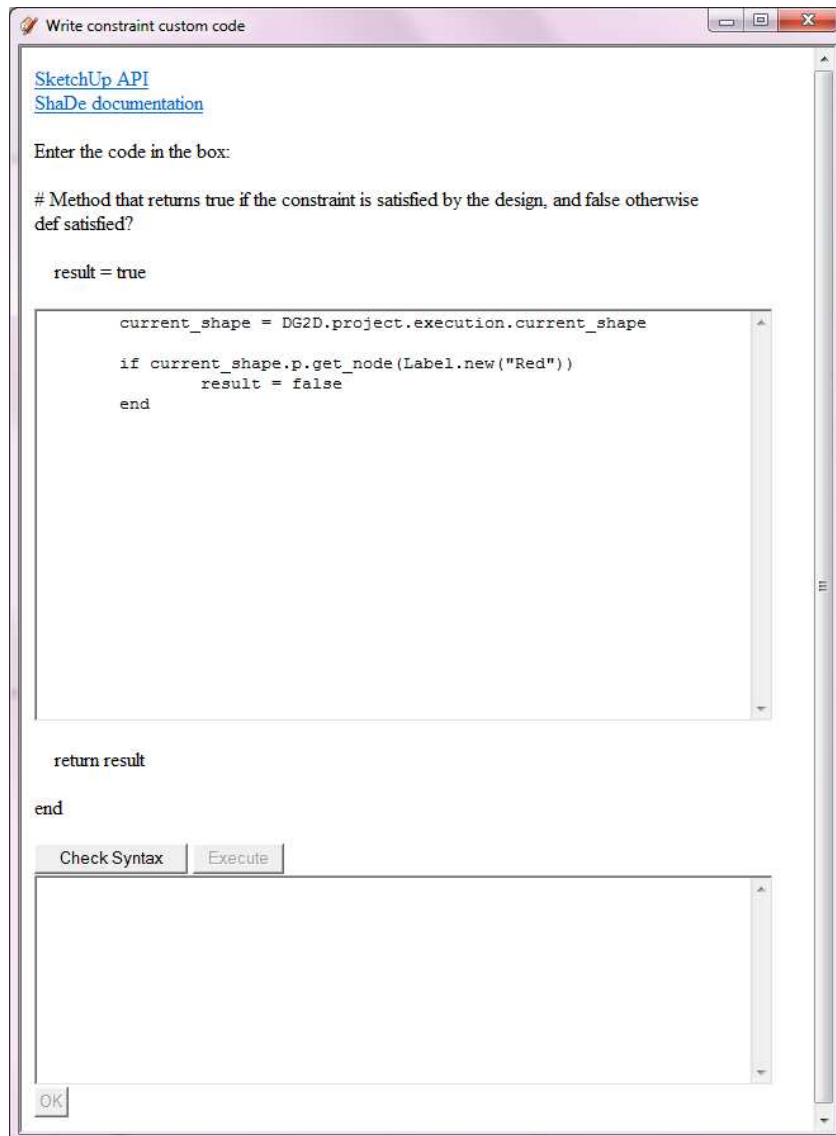 Write constraint custom code
SketchUp API
ShaDe documentation
Enter the code in the box:
# Method that returns true if the constraint is satisfied by the design, and false otherwise
def satisfied?
result = true
current_shape = DG2D.project.execution.current_shape
if current_shape.p.get_node(Label.new("Red"))
result = false
end
return result
end
Check Syntax Execute
OK